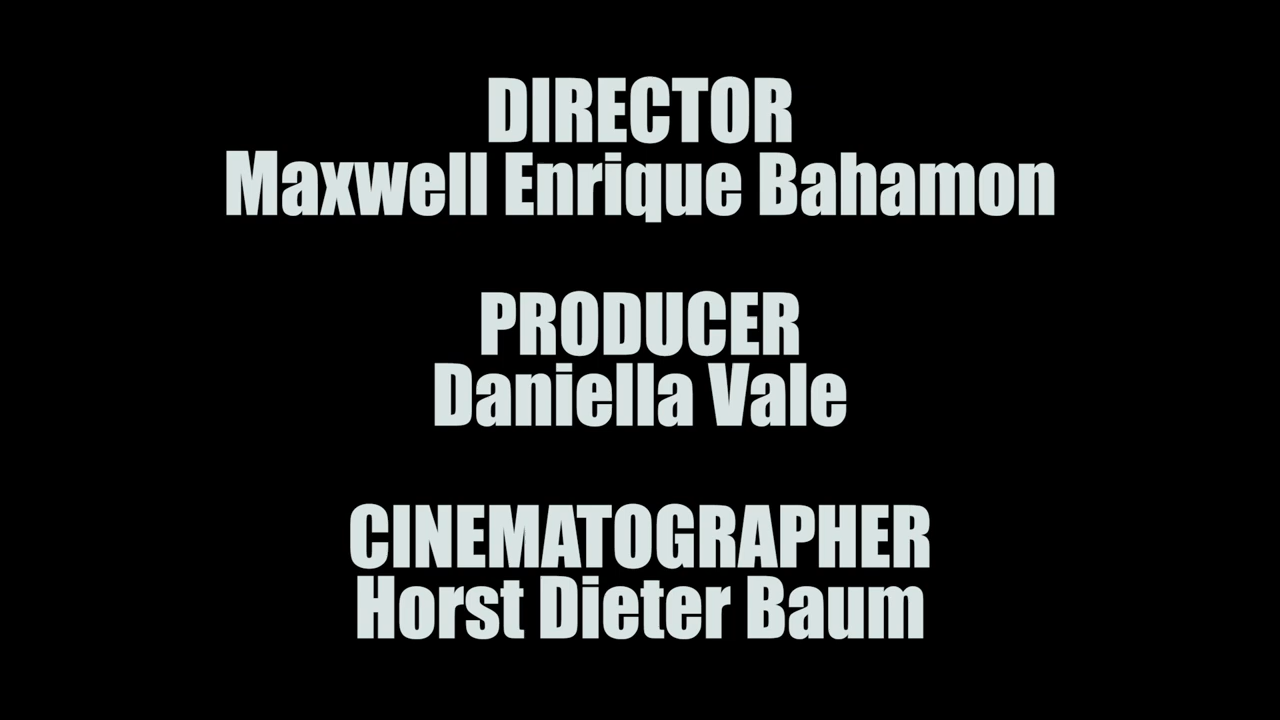 DIRECTOR
Maxwell Enrique Bahamon
PRODUCER
Daniella Vale
CINEMATOGRAPHER
Horst Dieter Baum